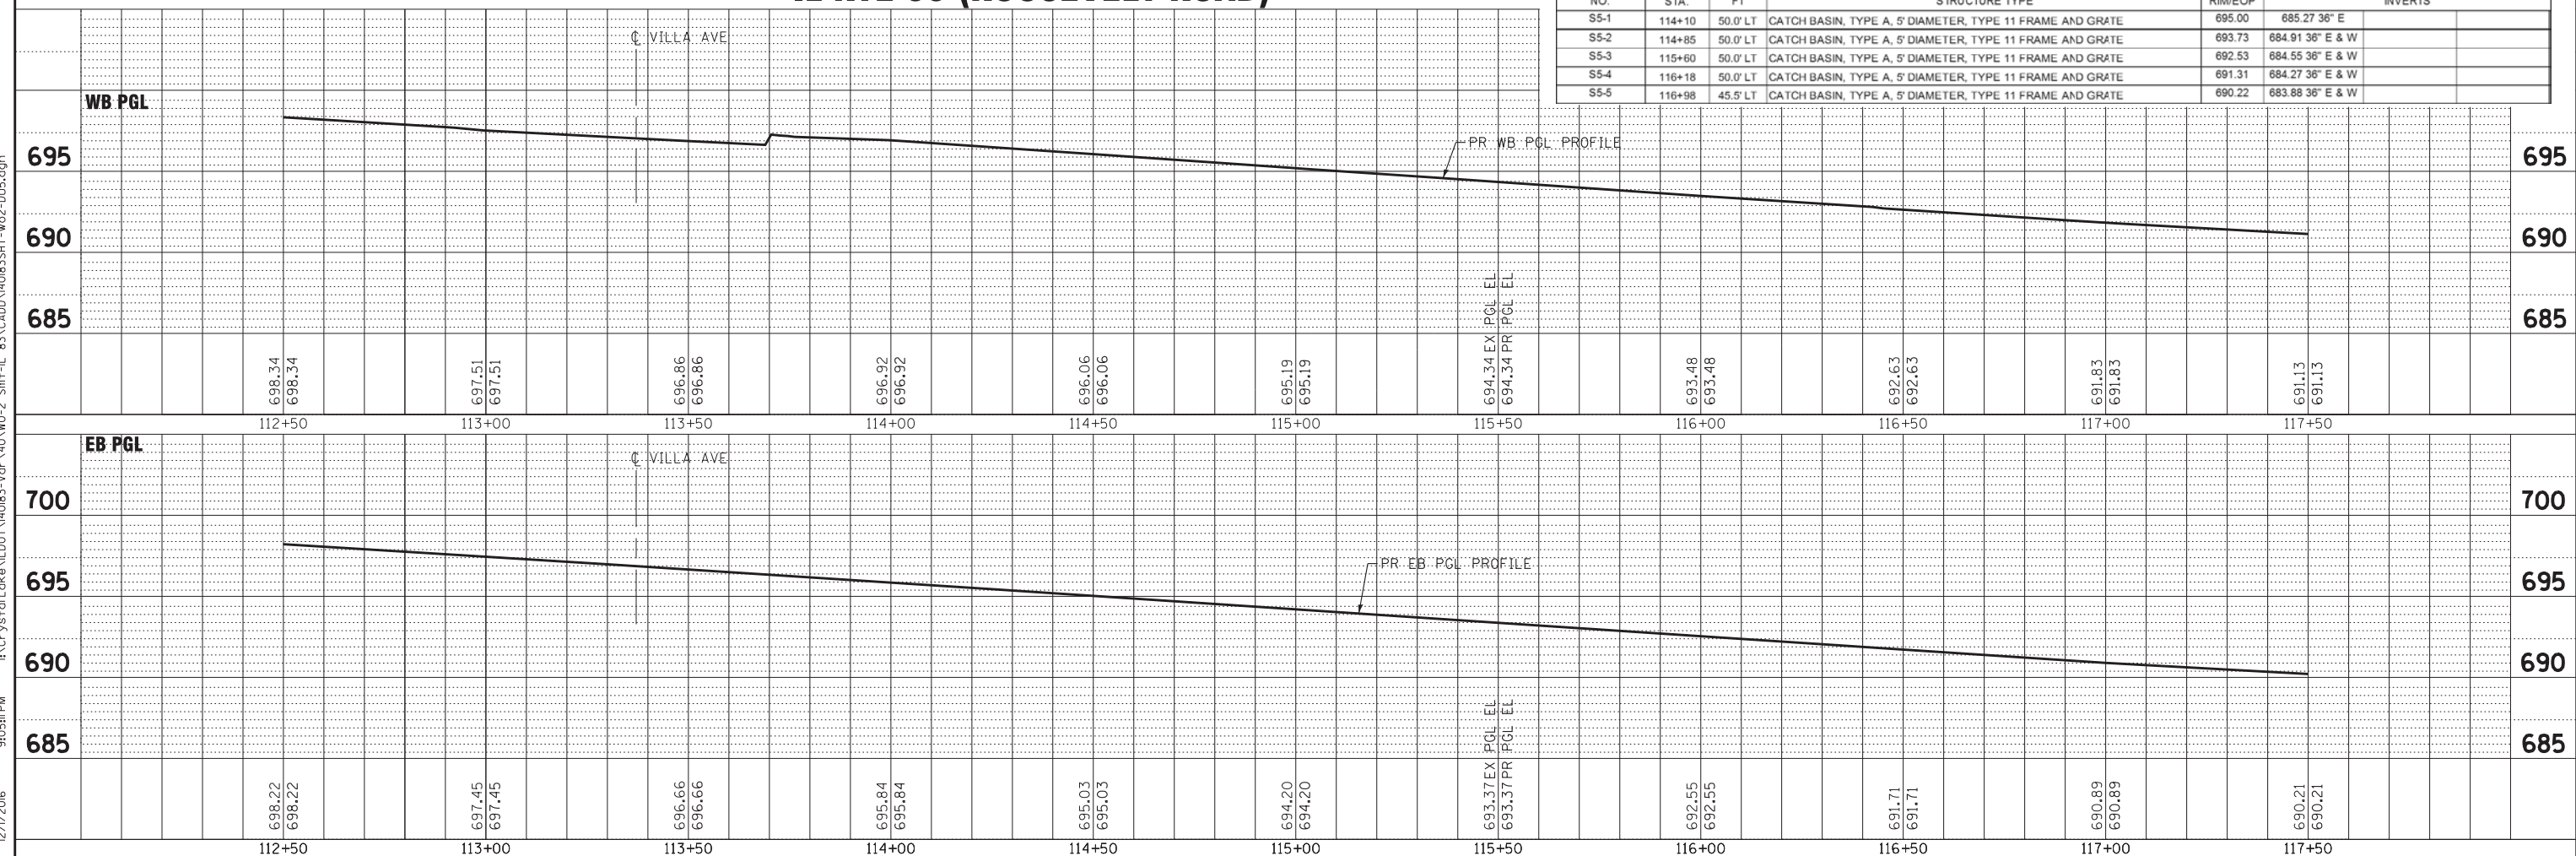 NO. STA. FT STRUCTURE TYPE RIM/EOP INVERTS
S5-1 114+10 50.0' LT CATCH BASIN, TYPE A, 5' DIAMETER, TYPE 11 FRAME AND GRATE 695.00 685.27 36" E
S5-2 114+85 50.0' LT CATCH BASIN, TYPE A, 5' DIAMETER, TYPE 11 FRAME AND GRATE 693.73 684.91 36" E & W
S5-3 115+60 50.0' LT CATCH BASIN, TYPE A, 5' DIAMETER, TYPE 11 FRAME AND GRATE 692.53 684.55 36" E & W
S5-4 116+18 50.0' LT CATCH BASIN, TYPE A, 5' DIAMETER, TYPE 11 FRAME AND GRATE 691.31 684.27 36" E & W
S5-5 116+98 45.5' LT CATCH BASIN, TYPE A, 5' DIAMETER, TYPE 11 FRAME AND GRATE 690.22 683.88 36" E & W
℄ VILLA AVE
WB PGL
PR WB PGL PROFILE
695 695
690 690
685 685
698.34 697.51 696.86 696.92 696.06 695.19 694.34 EX PGL EL 693.48 692.63 691.83 691.13
698.34 697.51 696.86 696.92 696.06 695.19 694.34 PR PGL EL 693.48 692.63 691.83 691.13
112+50 113+00 113+50 114+00 114+50 115+00 115+50 116+00 116+50 117+00 117+50
EB PGL
℄ VILLA AVE
700 700
PR EB PGL PROFILE
695 695
690 690
685 685
698.22 697.45 696.66 695.84 695.03 694.20 693.37 EX PGL EL 692.55 691.71 690.89 690.21
698.22 697.45 696.66 695.84 695.03 694.20 693.37 PR PGL EL 692.55 691.71 690.89 690.21
112+50 113+00 113+50 114+00 114+50 115+00 115+50 116+00 116+50 117+00 117+50
12/1/2016